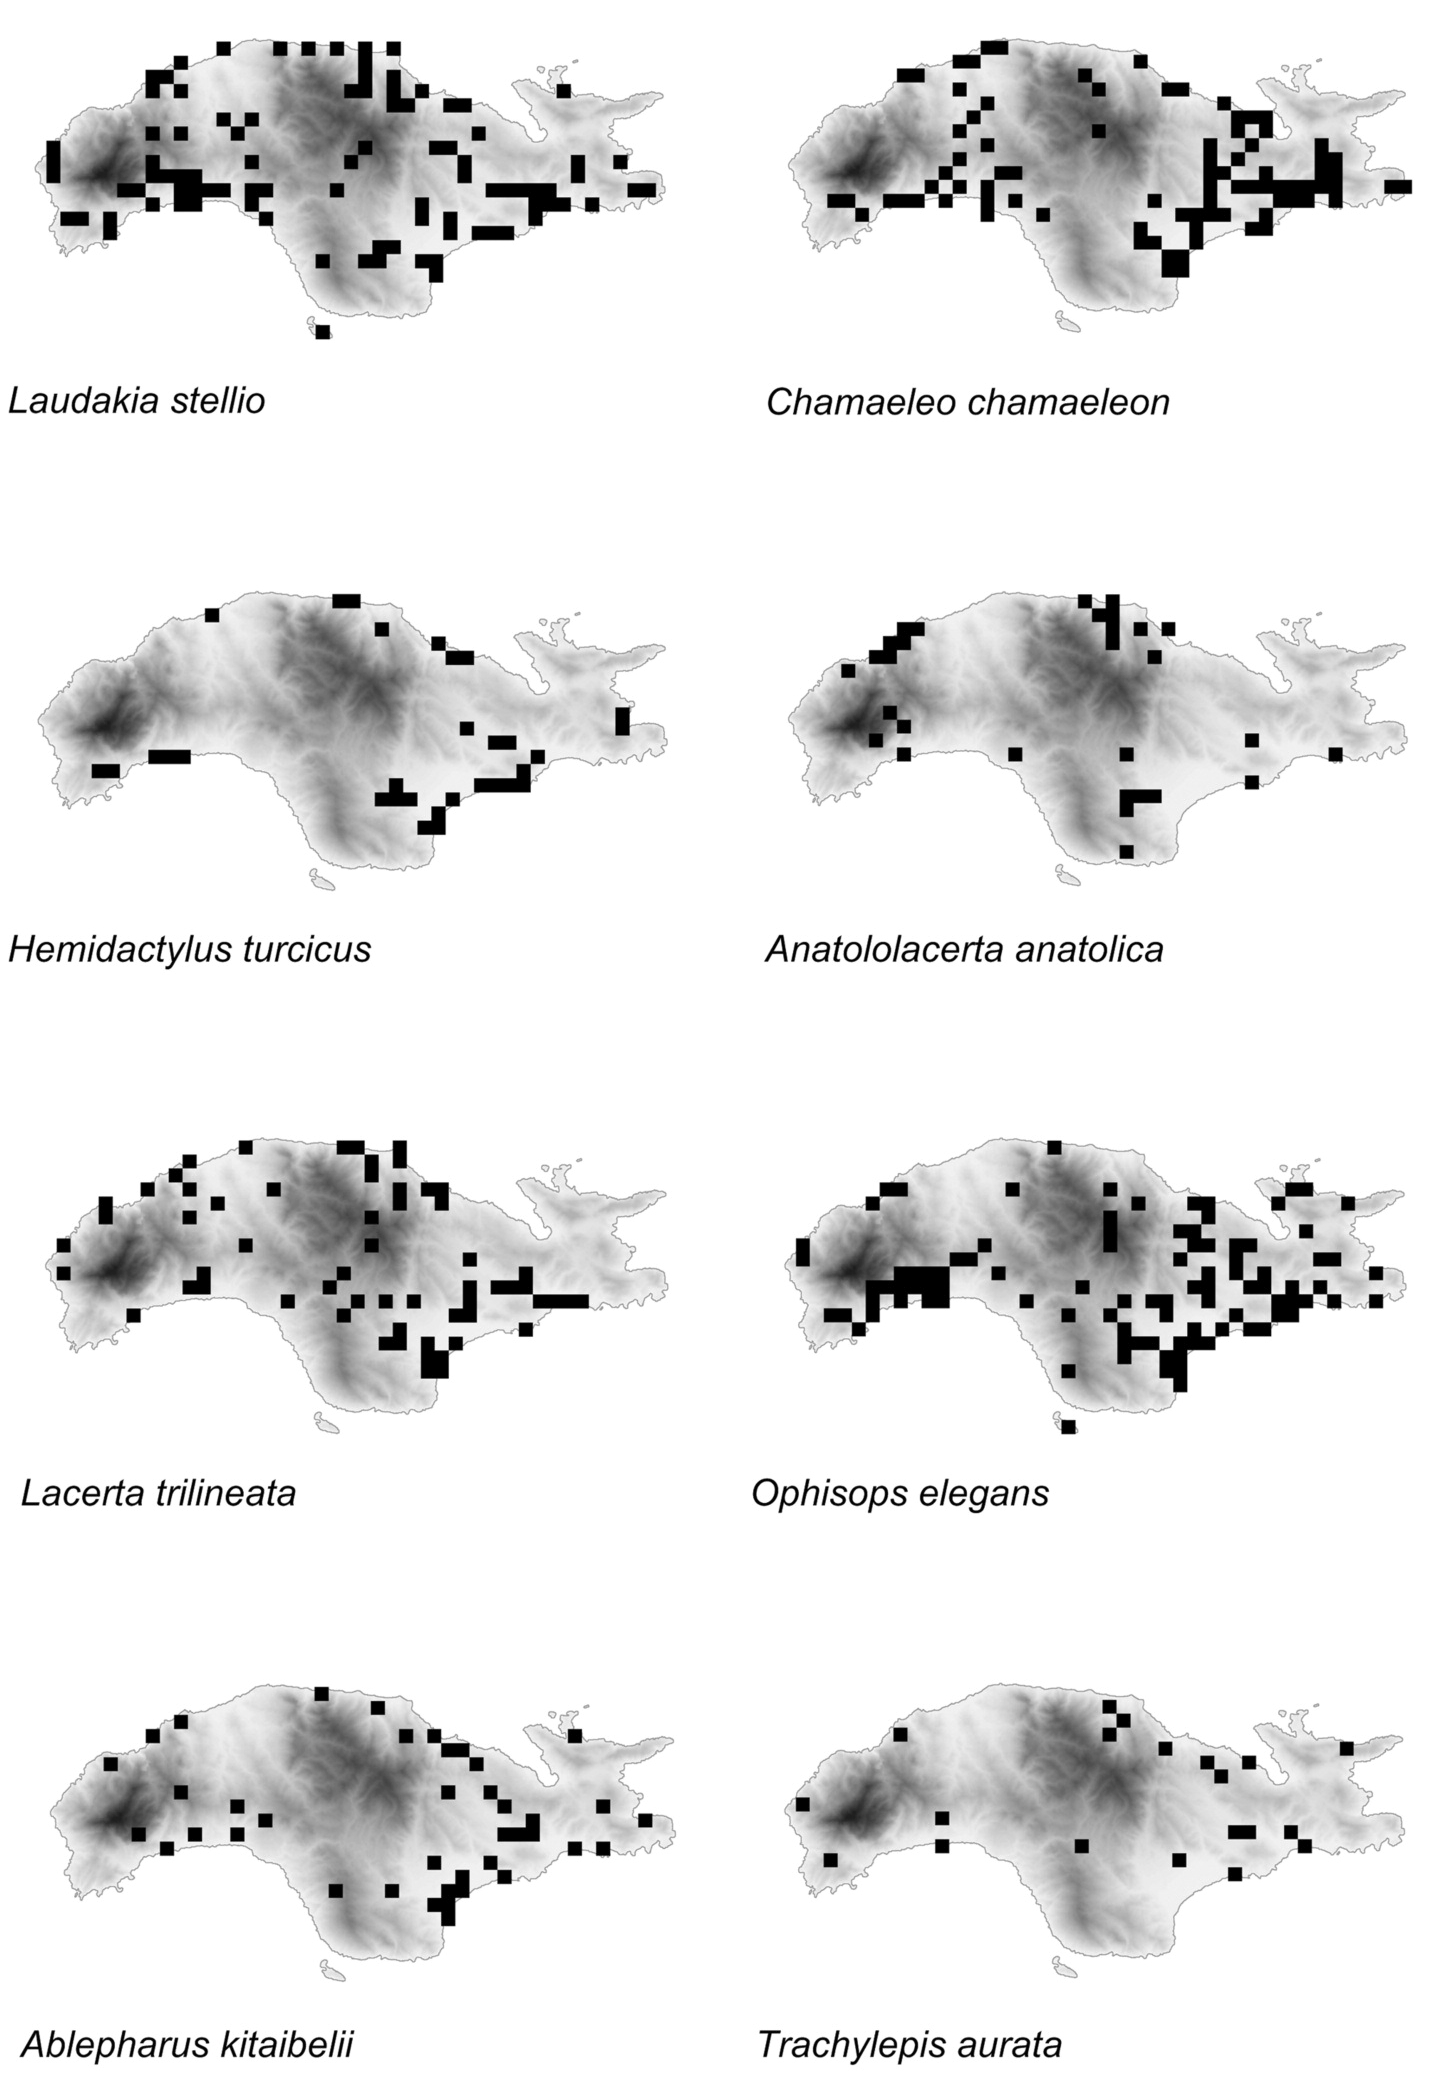 Laudakia stellio
Chamaeleo chamaeleon
Hemidactylus turcicus
Anatololacerta anatolica
Lacerta trilineata
Ophisops elegans
Ablepharus kitaibelii
Trachylepis aurata